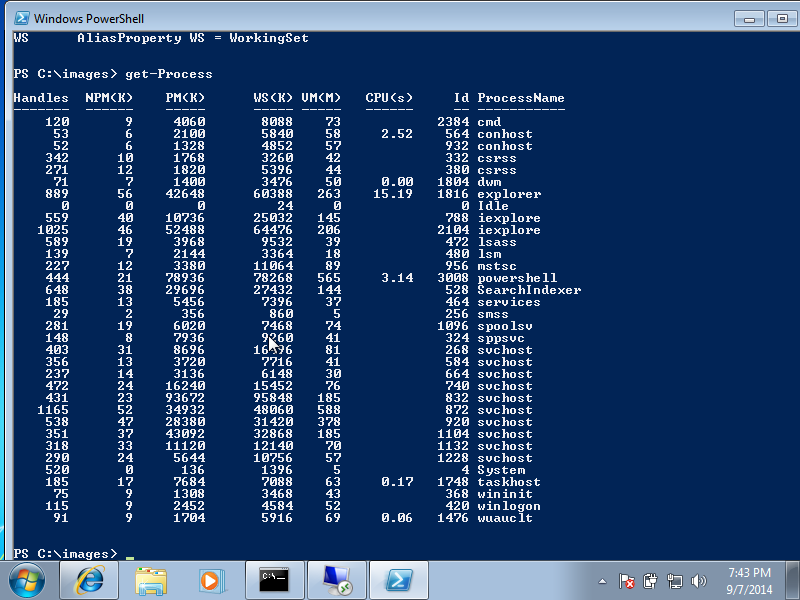 Windows PowerShell
WS AliasProperty WS = WorkingSet
PS C:\images> get-Process
Handles NPM(K) PM(K) WS(K) VM(M) CPU(s) Id ProcessName
------- ------ ----- ----- ----- ------ -- -----------
120 9 4060 8088 73 2384 cmd
53 6 2100 5840 58 2.52 564 conhost
52 6 1328 4852 57 932 conhost
342 10 1768 3260 42 332 csrss
271 12 1820 5396 44 380 csrss
71 7 1400 3476 50 0.00 1804 dwm
889 56 42648 60388 263 15.19 1816 explorer
0 0 0 24 0 0 Idle
559 40 10736 25032 145 788 iexplore
1025 46 52488 64476 206 2104 iexplore
589 19 3968 9532 39 472 lsass
139 7 2144 3364 18 480 lsm
227 12 3380 11064 89 956 mstsc
444 21 78936 78268 565 3.14 3008 powershell
648 38 29696 27432 144 528 SearchIndexer
185 13 5456 7396 37 464 services
29 2 356 860 5 256 smss
281 19 6020 7468 74 1096 spoolsv
148 8 7936 9260 41 324 sppsvc
403 31 8696 81 268 svchost
356 13 3720 7716 41 584 svchost
237 14 3136 6148 30 664 svchost
472 24 16240 15452 76 740 svchost
431 23 93672 95848 185 832 svchost
1165 52 34932 48060 588 872 svchost
538 47 28380 31420 378 920 svchost
351 37 43092 32868 185 1104 svchost
318 33 11120 12140 70 1132 svchost
290 24 5644 10756 57 1228 svchost
520 0 136 1396 5 4 System
185 17 7684 7088 63 0.17 1748 taskhost
75 9 1308 3468 43 368 wininit
115 9 2452 4584 52 420 winlogon
91 9 1704 5916 69 0.06 1476 wuauclt
PS C:\images> _
C:\_
7:43 PM
9/7/2014